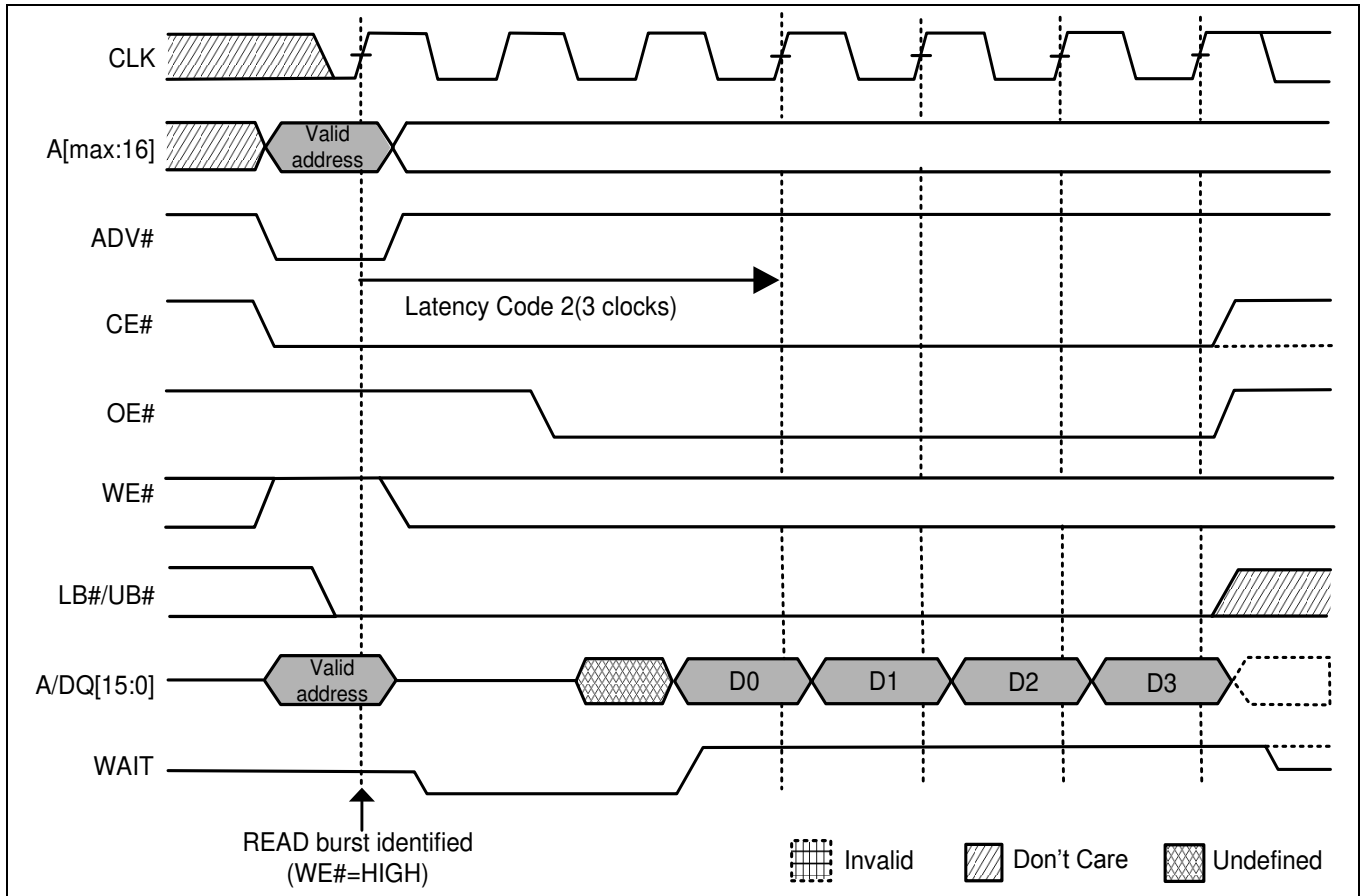 CLK
A[max:16]
Valid
address
ADV#
Latency Code 2(3 clocks)
CE#
OE#
WE#
LB#/UB#
A/DQ[15:0]
Valid
address
D0
D1
D2
D3
WAIT
READ burst identified
(WE#=HIGH)
Invalid
Don't Care
Undefined